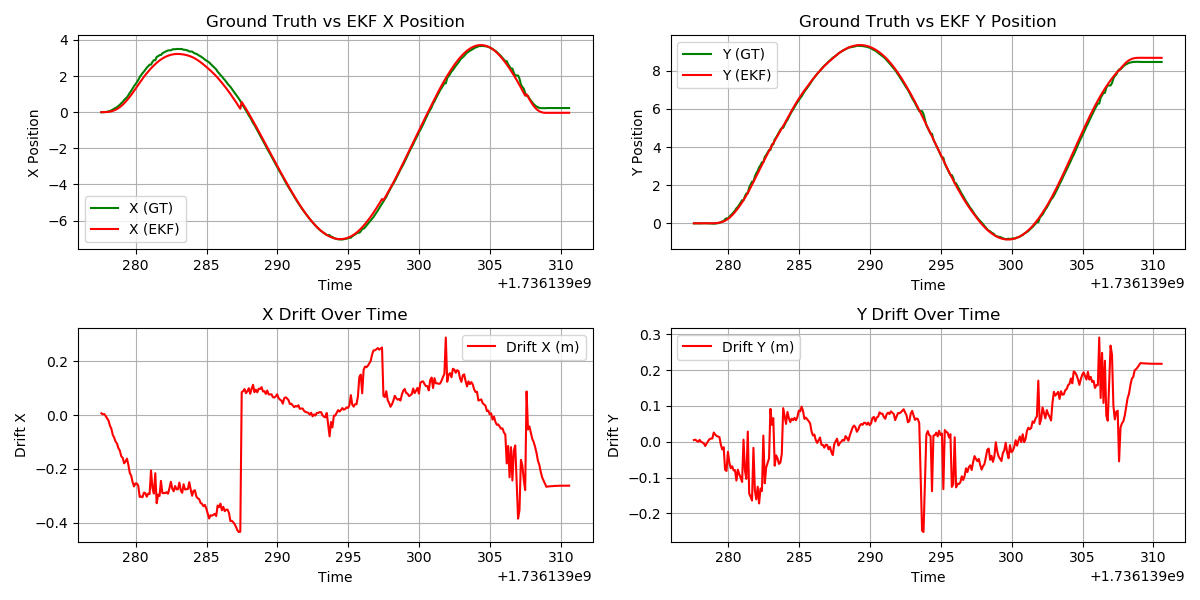 Ground Truth vs EKF X Position
X Position
4
2
0
−2
−4
−6
X (GT)
X (EKF)
280 285 290 295 300 305 310
Time
+1.736139e9
Ground Truth vs EKF Y Position
Y Position
8
6
4
2
0
Y (GT)
Y (EKF)
280 285 290 295 300 305 310
Time
+1.736139e9
X Drift Over Time
Drift X
0.2
0.0
−0.2
−0.4
Drift X (m)
280 285 290 295 300 305 310
Time
+1.736139e9
Y Drift Over Time
Drift Y
0.3
0.2
0.1
0.0
−0.1
−0.2
Drift Y (m)
280 285 290 295 300 305 310
Time
+1.736139e9